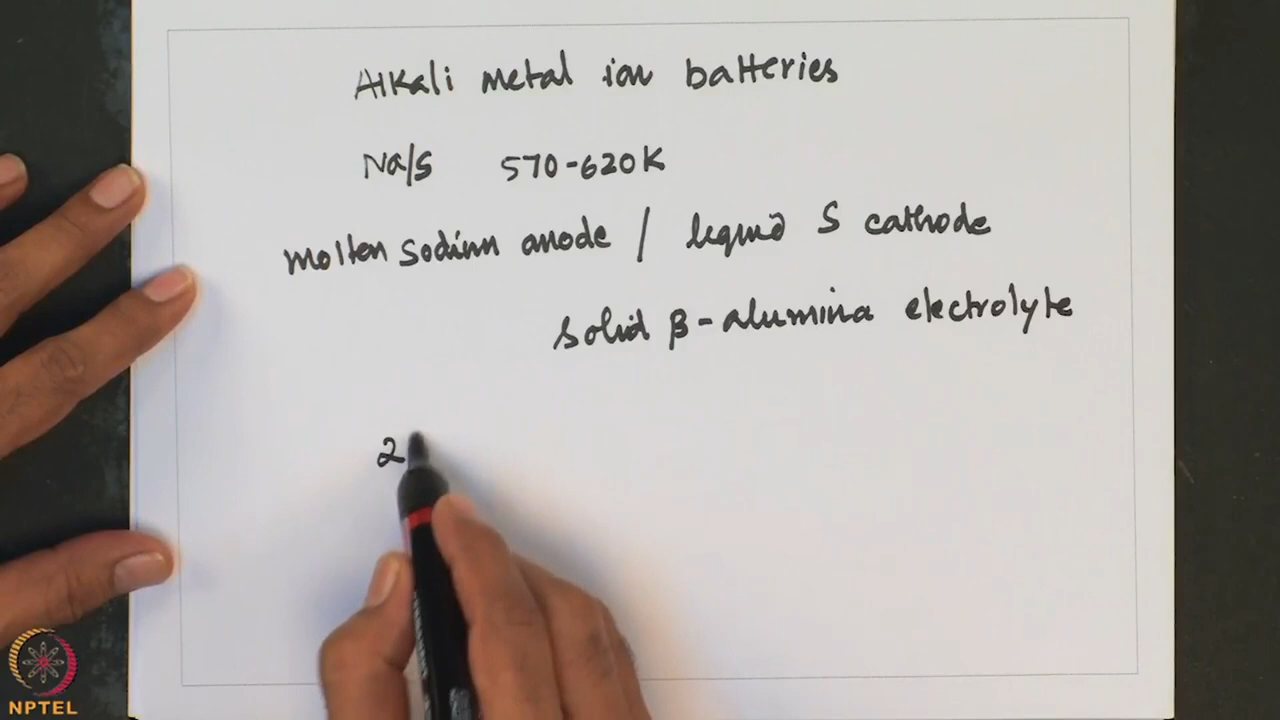 Alkali metal ion batteries
Na/S 570-620K
Molten Sodium anode / liquid S cathode
Solid β-alumina electrolyte
2
NPTEL